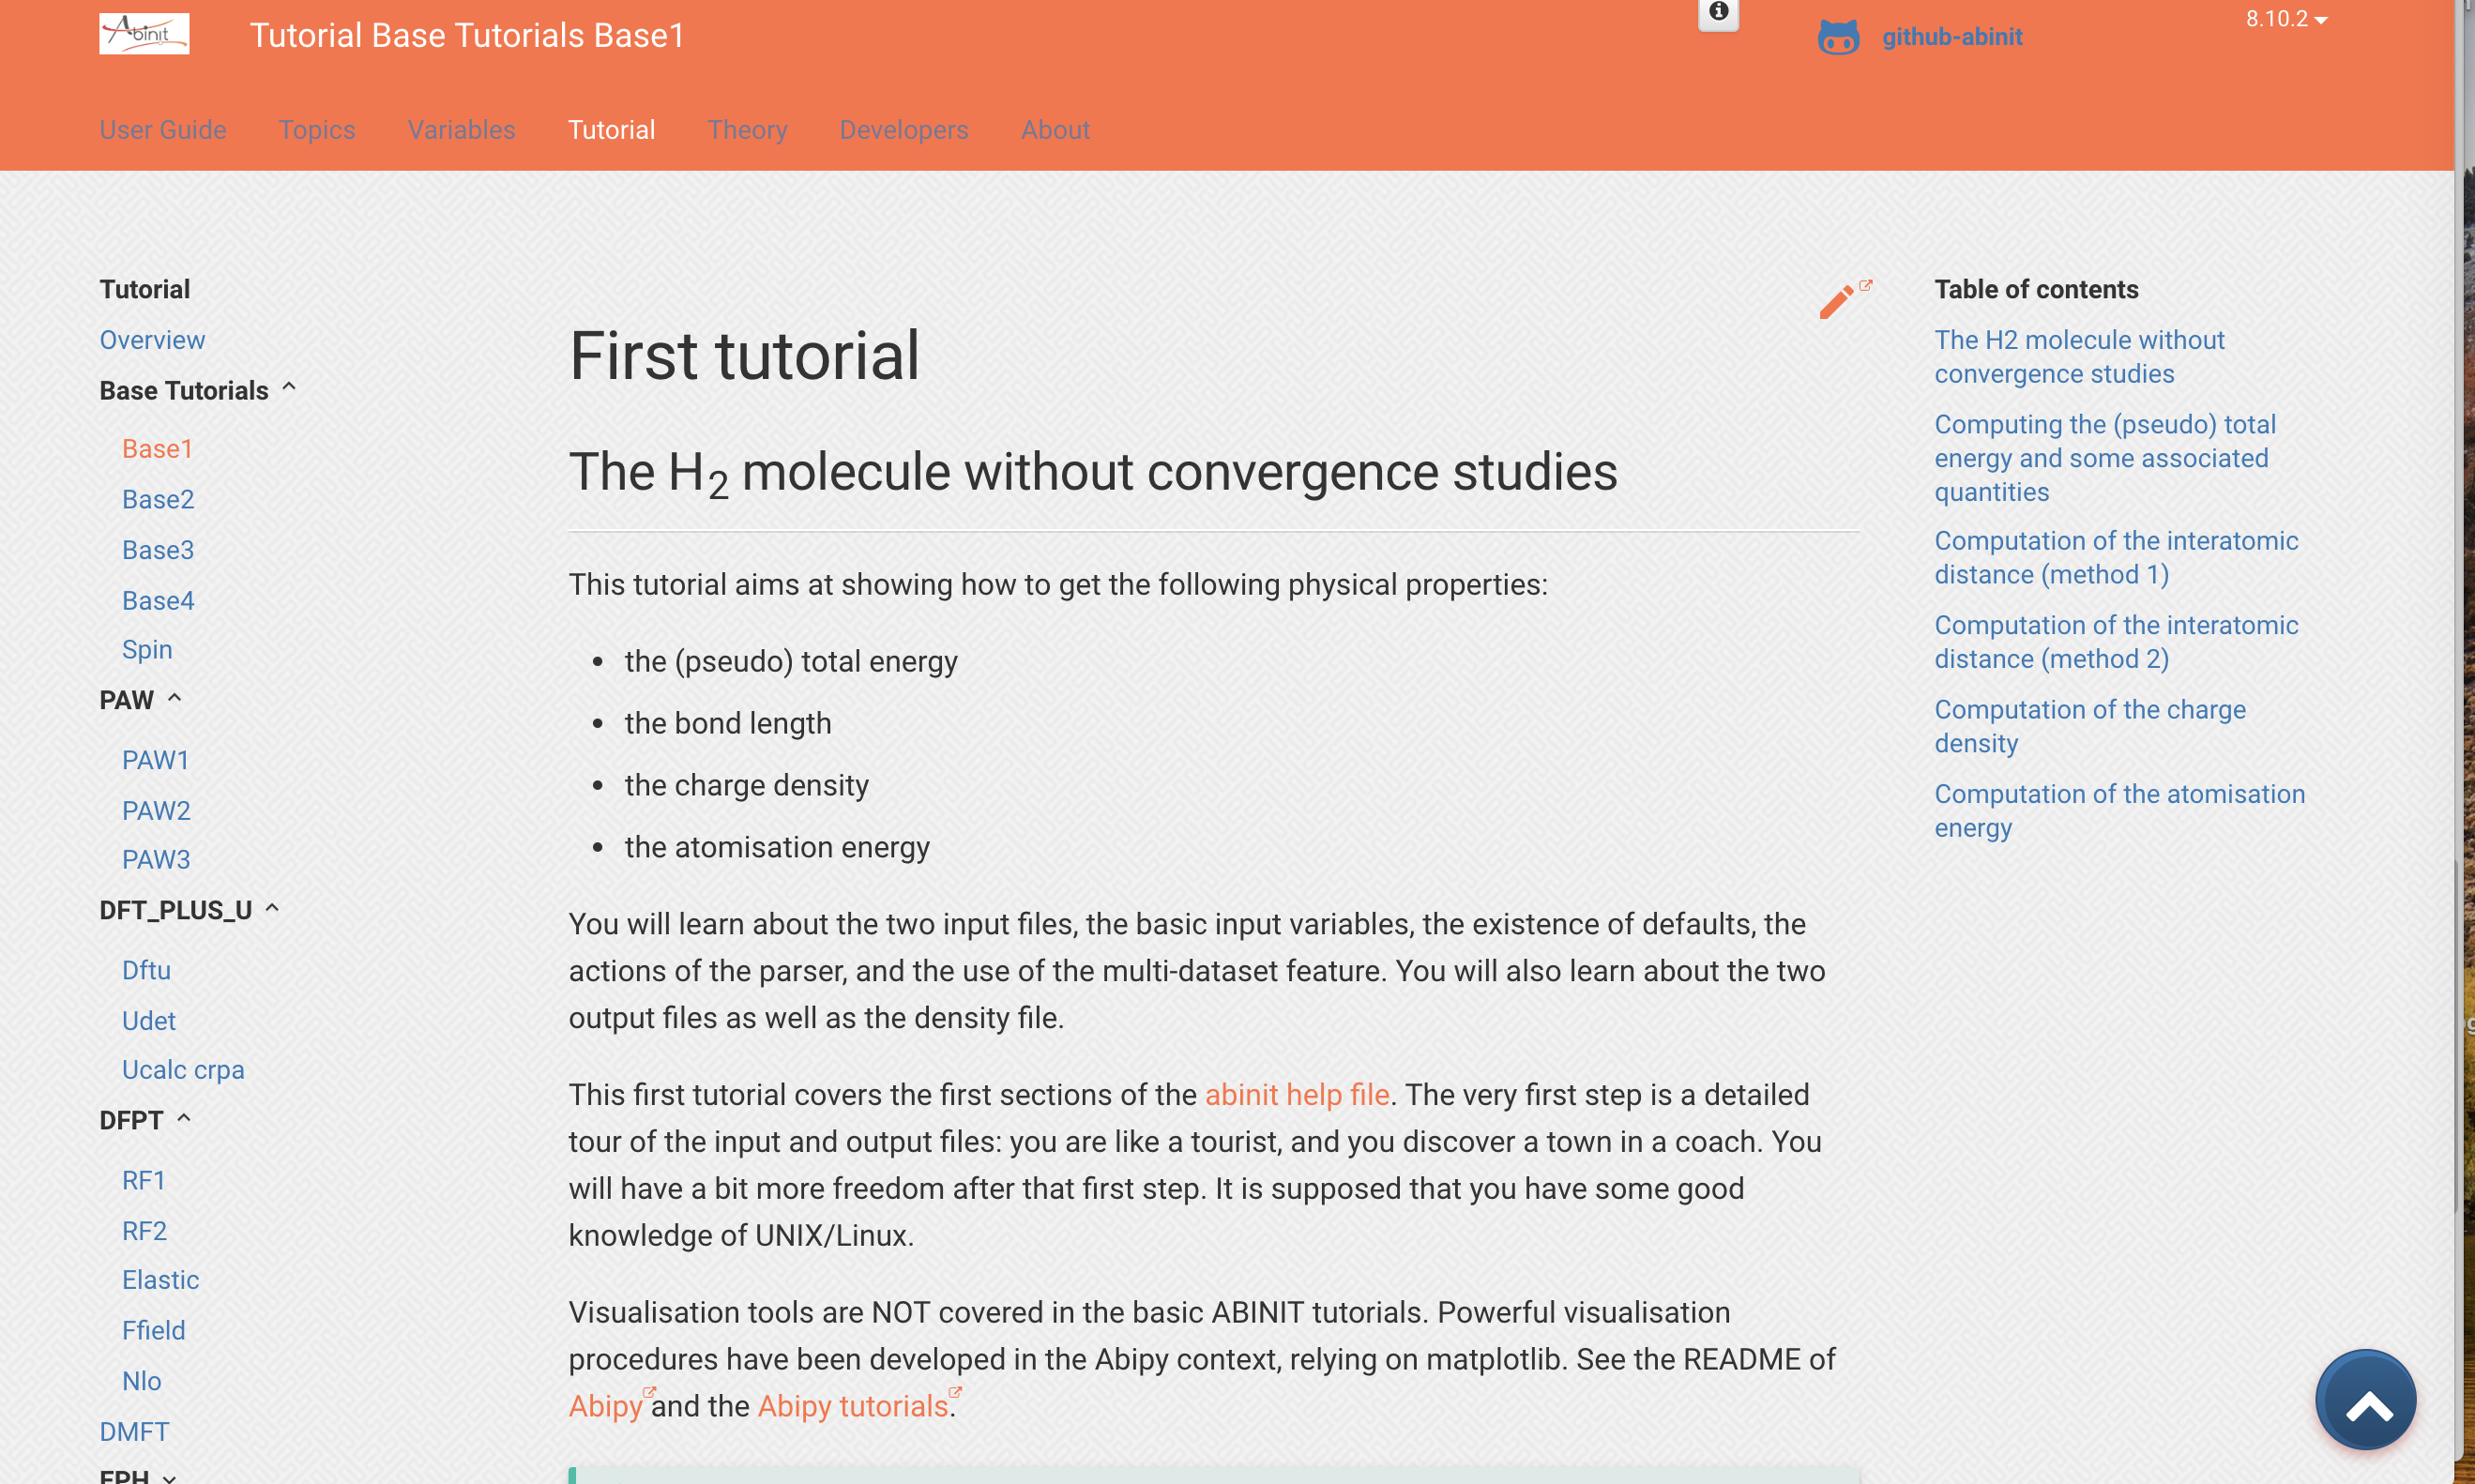 Abinit
Tutorial Base Tutorials Base1
github-abinit
8.10.2
User Guide Topics Variables Tutorial Theory Developers About
Tutorial
Overview
Base Tutorials
Base1
Base2
Base3
Base4
Spin
PAW
PAW1
PAW2
PAW3
DFT_PLUS_U
Dftu
Udet
Ucalc crpa
DFPT
RF1
RF2
Elastic
Ffield
Nlo
DMFT
EPH
First tutorial
The H2 molecule without convergence studies
This tutorial aims at showing how to get the following physical properties:
• the (pseudo) total energy
• the bond length
• the charge density
• the atomisation energy
You will learn about the two input files, the basic input variables, the existence of defaults, the
actions of the parser, and the use of the multi-dataset feature. You will also learn about the two
output files as well as the density file.
This first tutorial covers the first sections of the abinit help file. The very first step is a detailed
tour of the input and output files: you are like a tourist, and you discover a town in a coach. You
will have a bit more freedom after that first step. It is supposed that you have some good
knowledge of UNIX/Linux.
Visualisation tools are NOT covered in the basic ABINIT tutorials. Powerful visualisation
procedures have been developed in the Abipy context, relying on matplotlib. See the README of
Abipy and the Abipy tutorials.
Table of contents
The H2 molecule without
convergence studies
Computing the (pseudo) total
energy and some associated
quantities
Computation of the interatomic
distance (method 1)
Computation of the interatomic
distance (method 2)
Computation of the charge
density
Computation of the atomisation
energy